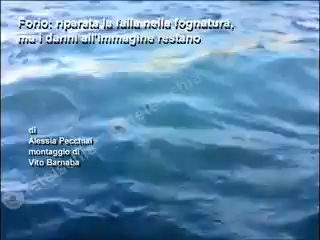 Forio: riparata la falla nella fognatura,
ma i danni all'immagine restano
di
Alessia Pecchia
montaggio di
Vito Barnaba